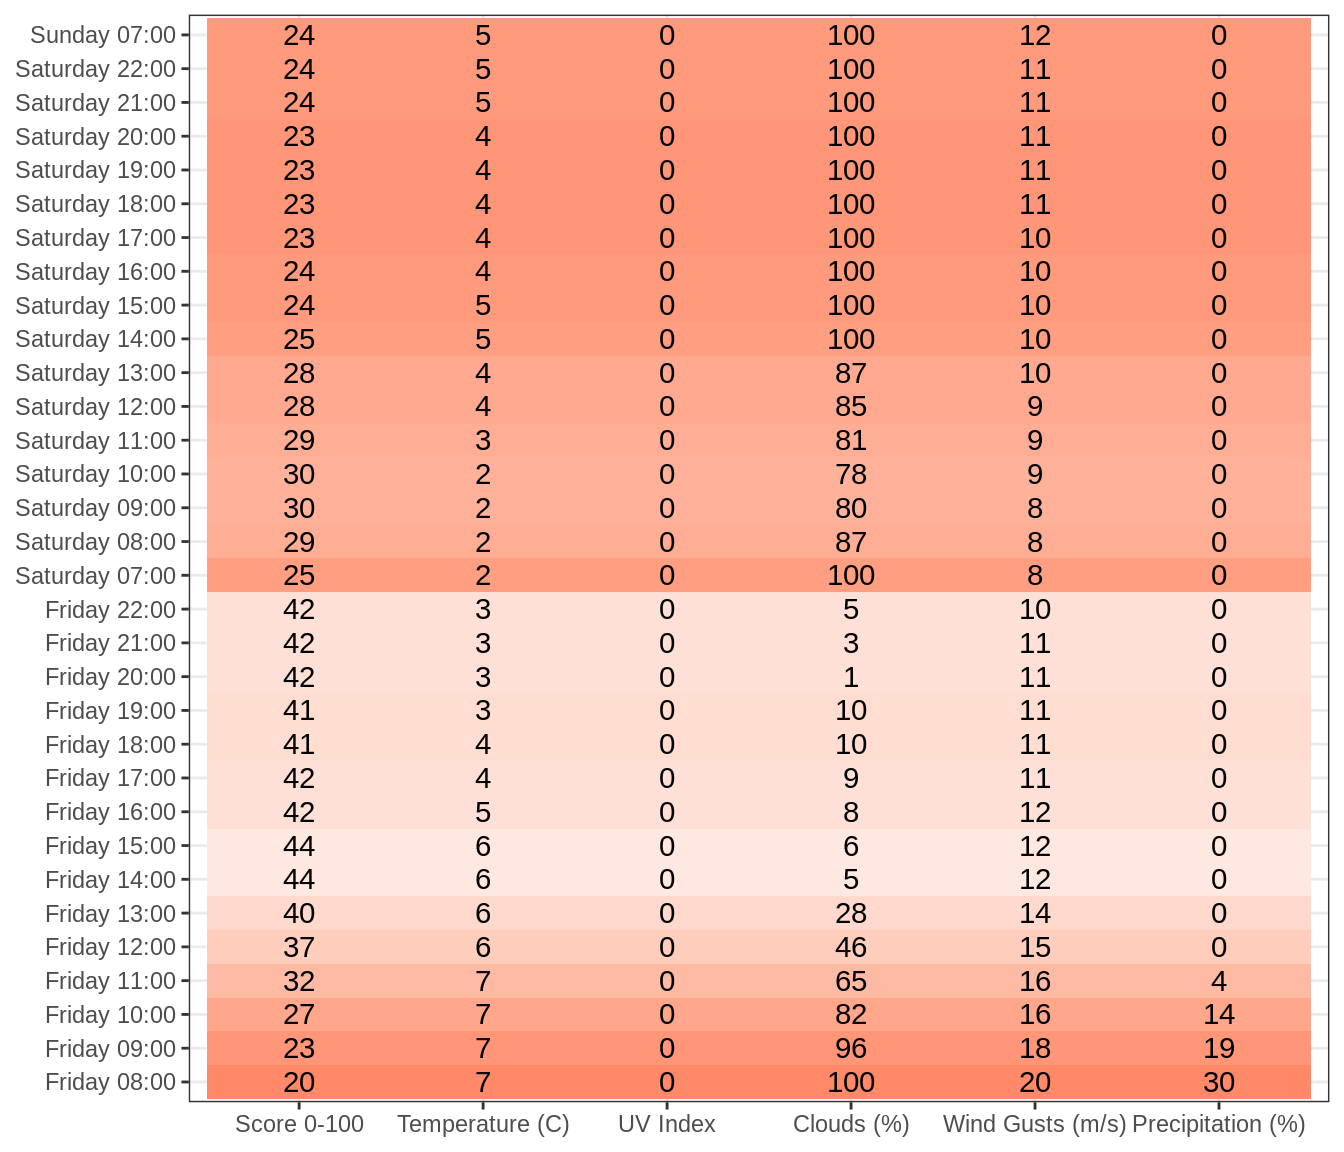 Sunday 07:00 24 5 0 100 12 0
Saturday 22:00 24 5 0 100 11 0
Saturday 21:00 24 5 0 100 11 0
Saturday 20:00 23 4 0 100 11 0
Saturday 19:00 23 4 0 100 11 0
Saturday 18:00 23 4 0 100 11 0
Saturday 17:00 23 4 0 100 10 0
Saturday 16:00 24 4 0 100 10 0
Saturday 15:00 24 5 0 100 10 0
Saturday 14:00 25 5 0 100 10 0
Saturday 13:00 28 4 0 87 10 0
Saturday 12:00 28 4 0 85 9 0
Saturday 11:00 29 3 0 81 9 0
Saturday 10:00 30 2 0 78 9 0
Saturday 09:00 30 2 0 80 8 0
Saturday 08:00 29 2 0 87 8 0
Saturday 07:00 25 2 0 100 8 0
Friday 22:00 42 3 0 5 10 0
Friday 21:00 42 3 0 3 11 0
Friday 20:00 42 3 0 1 11 0
Friday 19:00 41 3 0 10 11 0
Friday 18:00 41 4 0 10 11 0
Friday 17:00 42 4 0 9 11 0
Friday 16:00 42 5 0 8 12 0
Friday 15:00 44 6 0 6 12 0
Friday 14:00 44 6 0 5 12 0
Friday 13:00 40 6 0 28 14 0
Friday 12:00 37 6 0 46 15 0
Friday 11:00 32 7 0 65 16 4
Friday 10:00 27 7 0 82 16 14
Friday 09:00 23 7 0 96 18 19
Friday 08:00 20 7 0 100 20 30
Score 0-100 Temperature (C) UV Index Clouds (%) Wind Gusts (m/s) Precipitation (%)